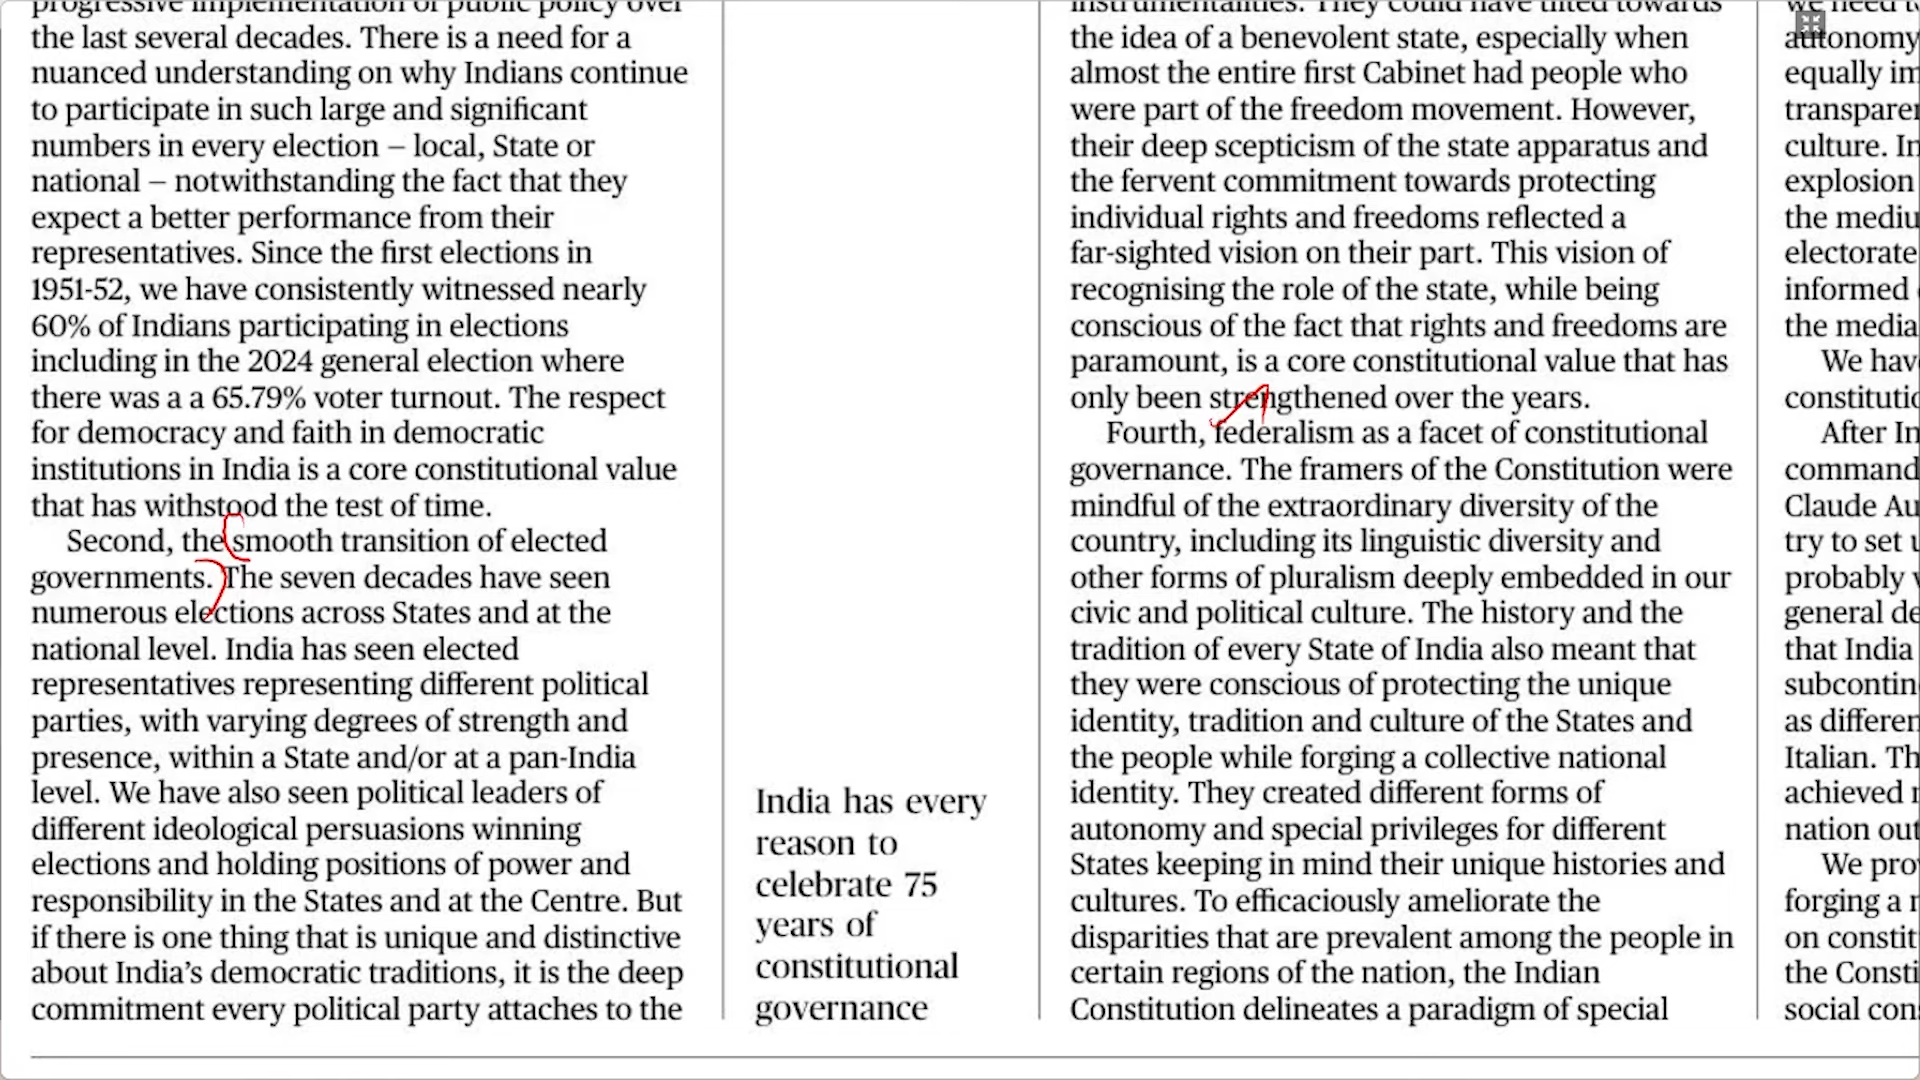 progressive implementation of public policy over
the last several decades. There is a need for a
nuanced understanding on why Indians continue
to participate in such large and significant
numbers in every election – local, State or
national – notwithstanding the fact that they
expect a better performance from their
representatives. Since the first elections in
1951-52, we have consistently witnessed nearly
60% of Indians participating in elections
including in the 2024 general election where
there was a a 65.79% voter turnout. The respect
for democracy and faith in democratic
institutions in India is a core constitutional value
that has withstood the test of time.
Second, the smooth transition of elected
governments. The seven decades have seen
numerous elections across States and at the
national level. India has seen elected
representatives representing different political
parties, with varying degrees of strength and
presence, within a State and/or at a pan-India
level. We have also seen political leaders of
different ideological persuasions winning
elections and holding positions of power and
responsibility in the States and at the Centre. But
if there is one thing that is unique and distinctive
about India’s democratic traditions, it is the deep
commitment every political party attaches to the
India has every
reason to
celebrate 75
years of
constitutional
governance
instrumentalities. They could have tilted towards
the idea of a benevolent state, especially when
almost the entire first Cabinet had people who
were part of the freedom movement. However,
their deep scepticism of the state apparatus and
the fervent commitment towards protecting
individual rights and freedoms reflected a
far-sighted vision on their part. This vision of
recognising the role of the state, while being
conscious of the fact that rights and freedoms are
paramount, is a core constitutional value that has
only been strengthened over the years.
Fourth, federalism as a facet of constitutional
governance. The framers of the Constitution were
mindful of the extraordinary diversity of the
country, including its linguistic diversity and
other forms of pluralism deeply embedded in our
civic and political culture. The history and the
tradition of every State of India also meant that
they were conscious of protecting the unique
identity, tradition and culture of the States and
the people while forging a collective national
identity. They created different forms of
autonomy and special privileges for different
States keeping in mind their unique histories and
cultures. To efficaciously ameliorate the
disparities that are prevalent among the people in
certain regions of the nation, the Indian
Constitution delineates a paradigm of special
we need
autonomy
equally
culture. In
explosion
the
electorate
informed
the media
We
After
command
Claude
try to set
probably
general
that India
as
Italian.
achieved
nation
We
forging a
on
the
social